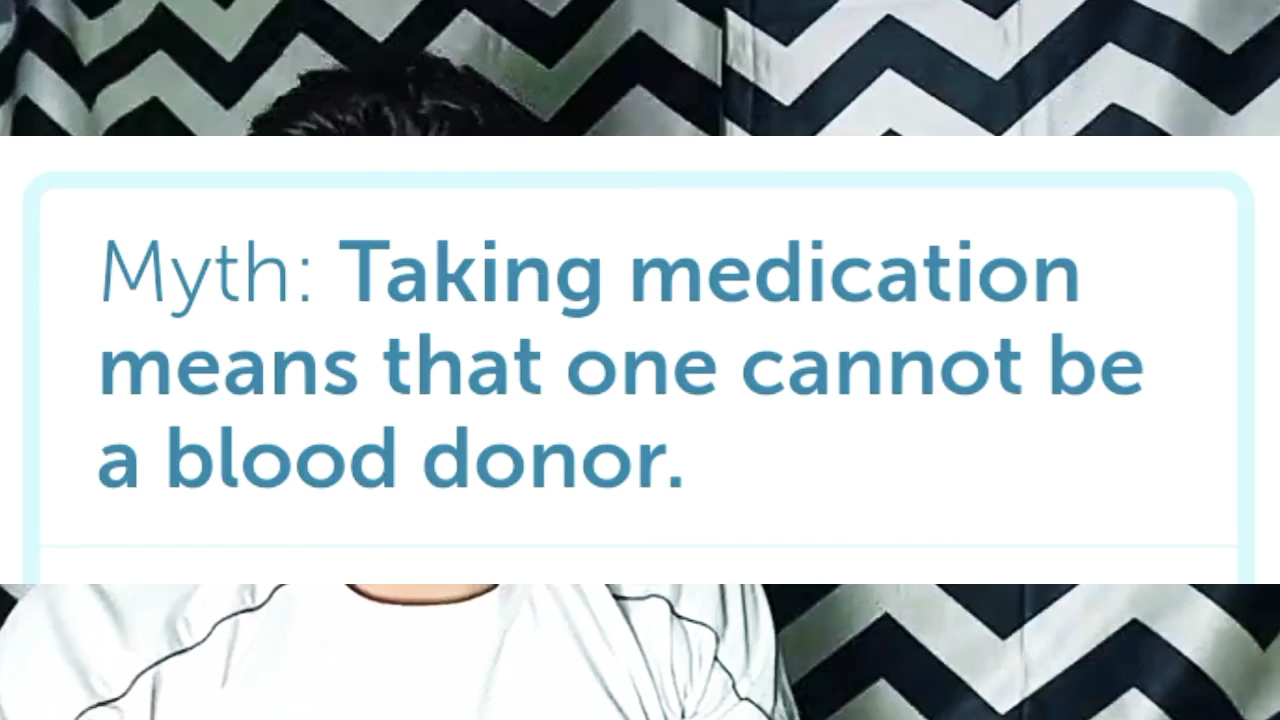 Myth: Taking medication
means that one cannot be
a blood donor.